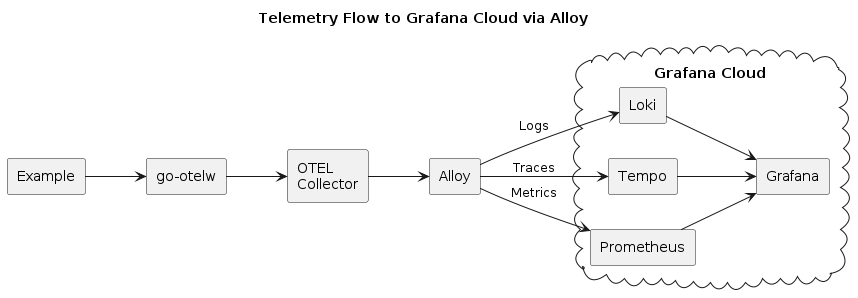 Telemetry Flow to Grafana Cloud via Alloy
Grafana Cloud
Example
go-otelw
OTEL
Collector
Alloy
Logs
Traces
Metrics
Loki
Tempo
Prometheus
Grafana